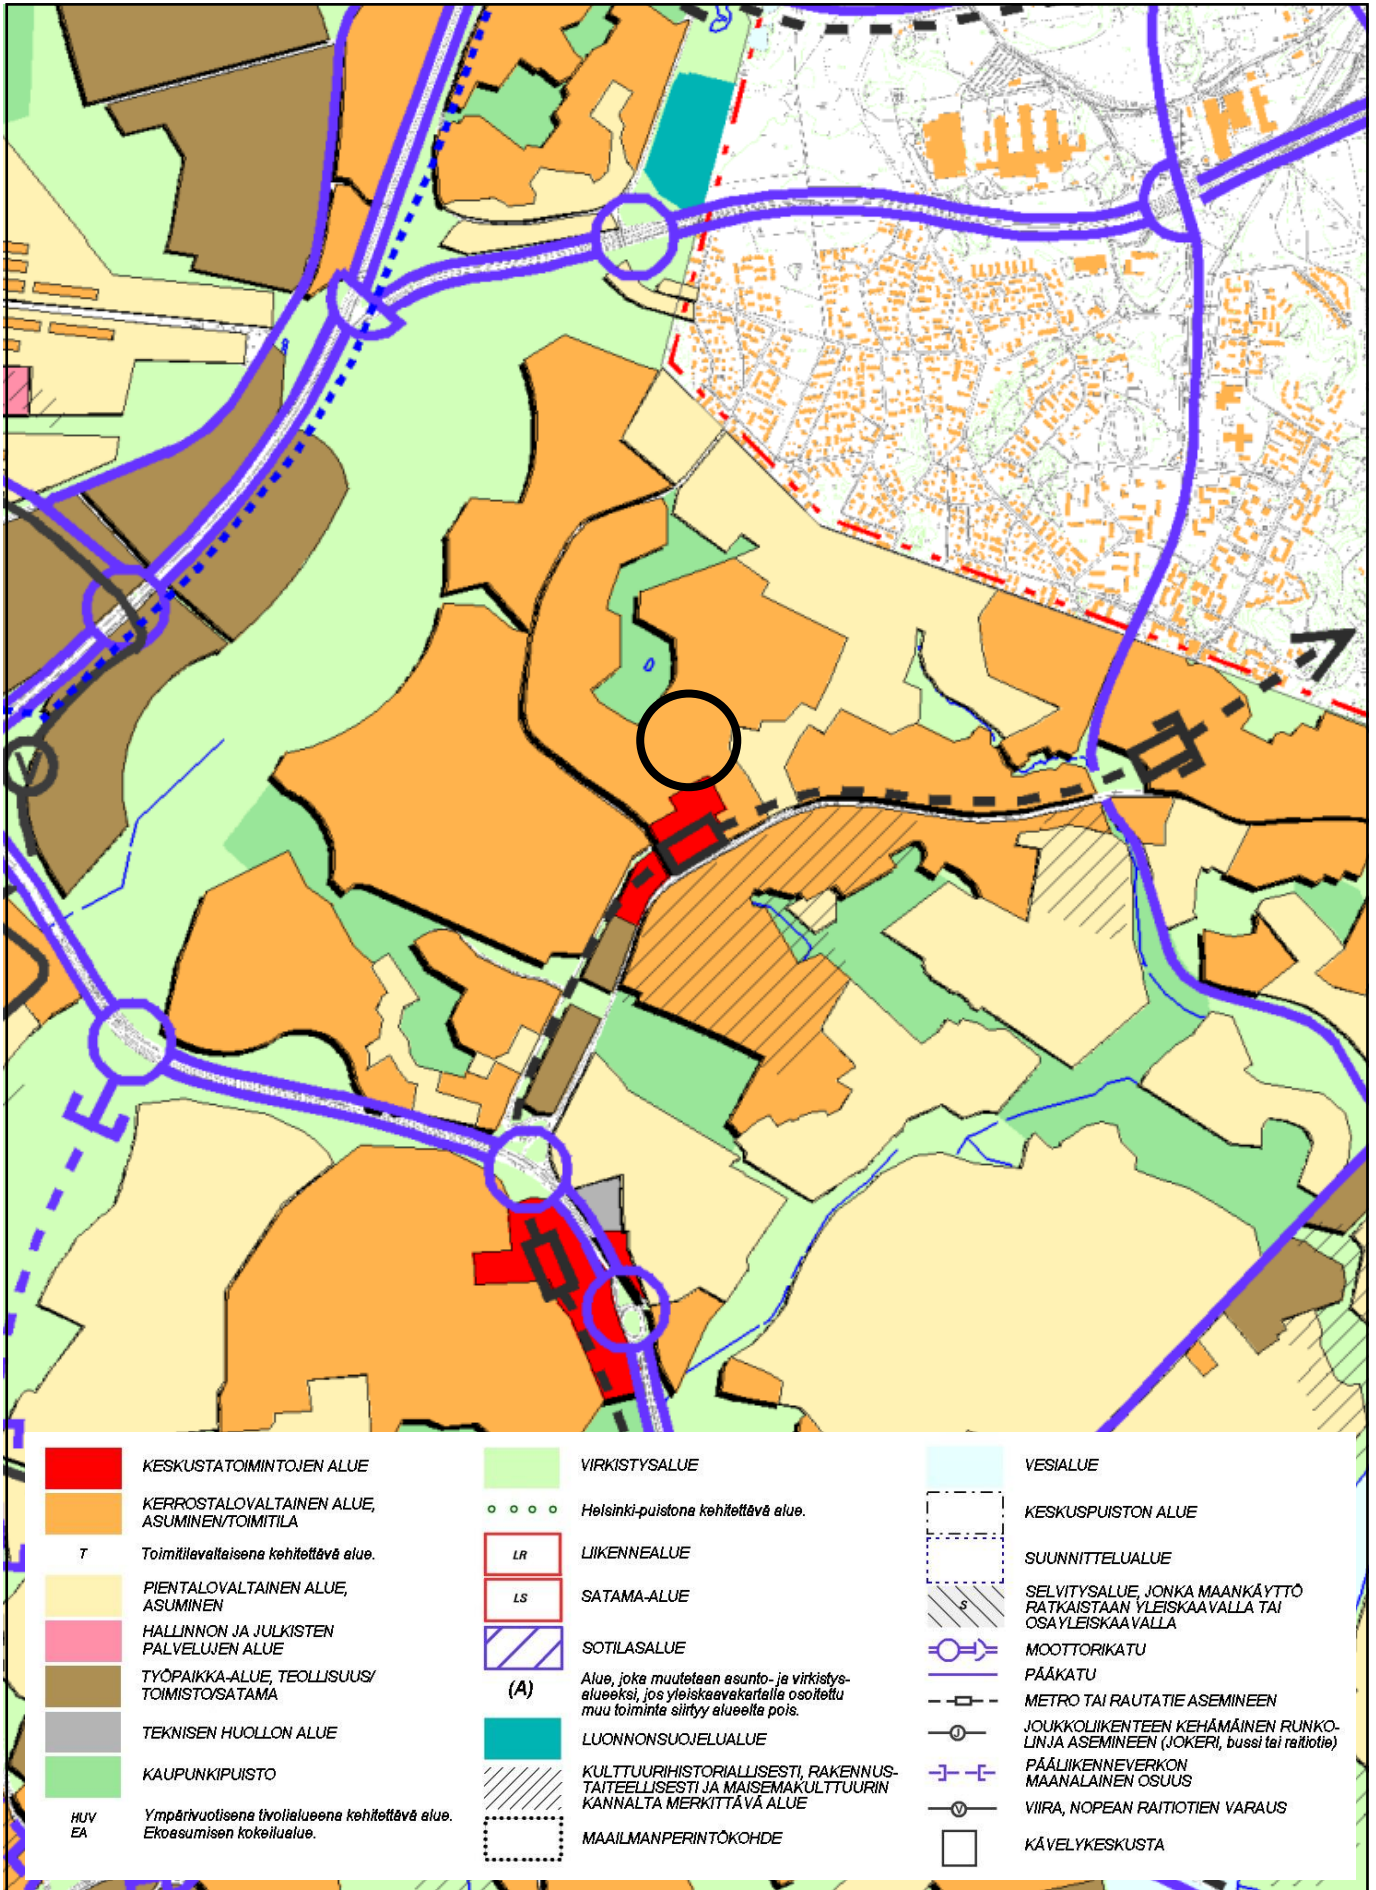 V
KESKUSTATOIMINTOJEN ALUE
KERROSTALOVALTAINEN ALUE,
ASUMINEN/TOIMITILA
T Toimitilavaltaisena kehitettävä alue.
PIENTALOVALTAINEN ALUE,
ASUMINEN
HALLINNON JA JULKISTEN
PALVELUJEN ALUE
TYÖPAIKKA-ALUE, TEOLLISUUS/
TOIMISTO/SATAMA
TEKNISEN HUOLLON ALUE
KAUPUNKIPUISTO
HUV Ympärivuotisena tivolialueena kehitettävä alue.
EA Ekoasumisen kokeilualue.
VIRKISTYSALUE
Helsinki-puistona kehitettävä alue.
LR LIIKENNEALUE
LS SATAMA-ALUE
SOTILASALUE
(A) Alue, joka muutetaan asunto- ja virkistys-
alueeksi, jos yleiskaavakartalla osoitettu
muu toiminta siirtyy alueelta pois.
LUONNONSUOJELUALUE
KULTTUURIHISTORIALLISESTI, RAKENNUS-
TAITEELLISESTI JA MAISEMAKULTTUURIN
KANNALTA MERKITTÄVÄ ALUE
MAAILMANPERINTÖKOHDE
VESIALUE
KESKUSPUISTON ALUE
SUUNNITTELUALUE
S SELVITYSALUE, JONKA MAANKÄYTTÖ
RATKAISTAAN YLEISKAAVALLA TAI
OSAYLEISKAAVALLA
MOOTTORIKATU
PÄÄKATU
METRO TAI RAUTATIE ASEMINEEN
J JOUKKOLIIKENTEEN KEHÄMÄINEN RUNKO-
LINJA ASEMINEEN (JOKERI, bussi tai raitiotie)
PÄÄLIIKENNEVERKON
MAANALAINEN OSUUS
V VIIRA, NOPEAN RAITIOTIEN VARAUS
KÄVELYKESKUSTA